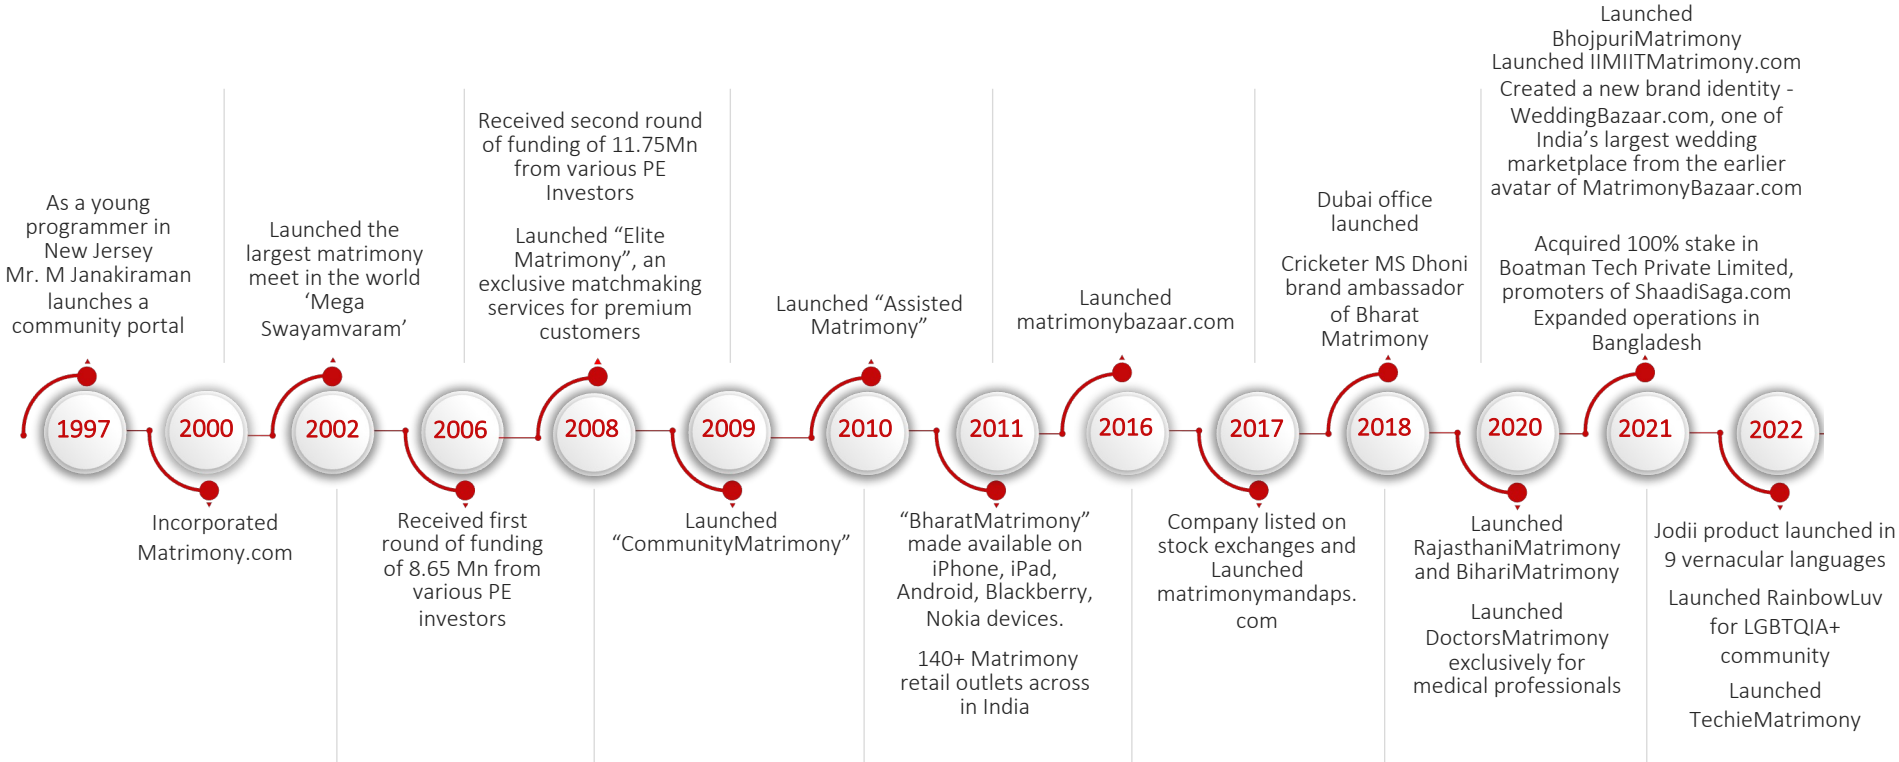 As a young
programmer in
New Jersey
Mr. M Janakiraman
launches a
community portal
1997
2000
Incorporated
Matrimony.com
Launched the
largest matrimony
meet in the world
‘Mega
Swayamvaram’
2002
2006
Received first
round of funding
of 8.65 Mn from
various PE
investors
Received second round
of funding of 11.75Mn
from various PE
Investors
Launched “Elite
Matrimony”, an
exclusive matchmaking
services for premium
customers
2008
2009
Launched
“CommunityMatrimony”
Launched “Assisted
Matrimony”
2010
2011
“BharatMatrimony”
made available on
iPhone, iPad,
Android, Blackberry,
Nokia devices.
140+ Matrimony
retail outlets across
in India
Launched
matrimonybazaar.com
2016
2017
Company listed on
stock exchanges and
Launched
matrimonymandaps.
com
Dubai office
launched
Cricketer MS Dhoni
brand ambassador
of Bharat
Matrimony
2018
2020
Launched
RajasthaniMatrimony
and BihariMatrimony
Launched
DoctorsMatrimony
exclusively for
medical professionals
Launched
BhojpuriMatrimony
Launched IIMIITMatrimony.com
Created a new brand identity -
WeddingBazaar.com, one of
India’s largest wedding
marketplace from the earlier
avatar of MatrimonyBazaar.com
Acquired 100% stake in
Boatman Tech Private Limited,
promoters of ShaadiSaga.com
Expanded operations in
Bangladesh
2021
2022
Jodii product launched in
9 vernacular languages
Launched RainbowLuv
for LGBTQIA+
community
Launched
TechieMatrimony